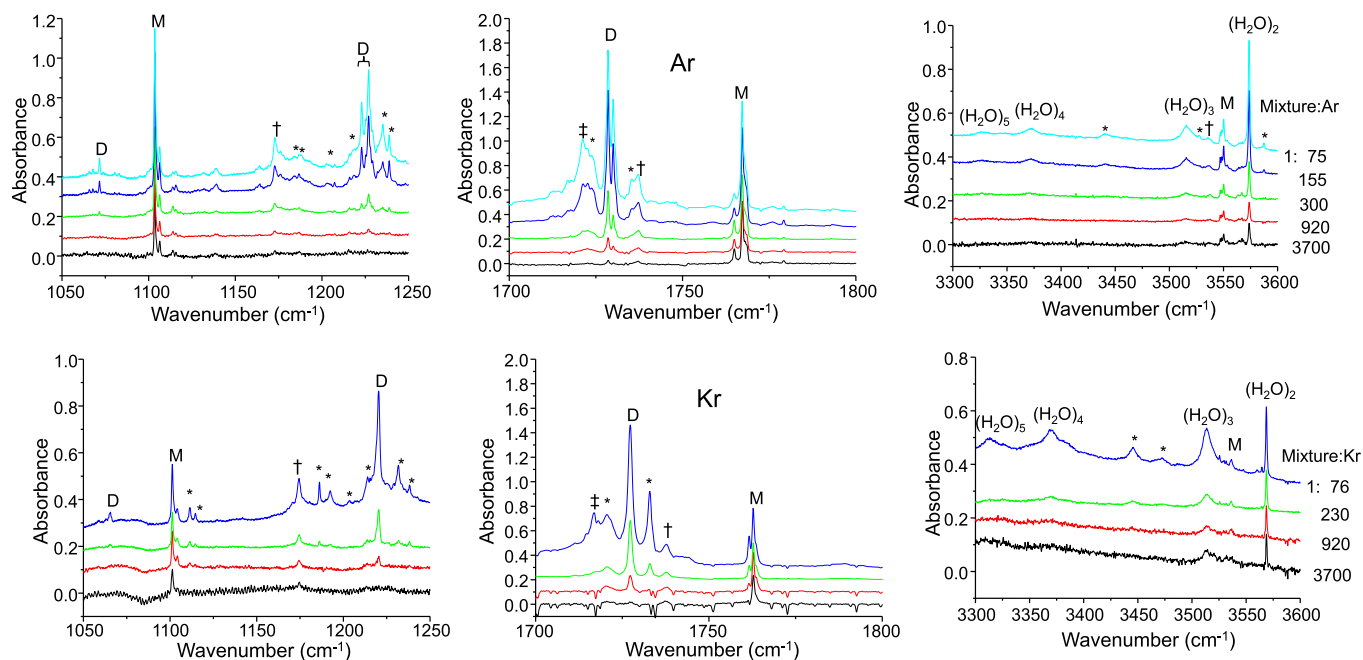 M
D
D
†
*
*
*
*
*
*
Absorbance
1.2
1.0
0.8
0.6
0.4
0.2
0.0
1050 1100 1150 1200 1250
Wavenumber (cm⁻¹)
D
Ar
M
‡
*
*
†
Absorbance
2.0
1.8
1.6
1.4
1.2
1.0
0.8
0.6
0.4
0.2
0.0
1700 1750 1800
Wavenumber (cm⁻¹)
(H₂O)₂
(H₂O)₅
(H₂O)₄
(H₂O)₃
M
Mixture:Ar
*
*
†
*
1: 75
155
300
920
3700
Absorbance
1.0
0.8
0.6
0.4
0.2
0.0
3300 3350 3400 3450 3500 3550 3600
Wavenumber (cm⁻¹)
D
M
D
†
*
*
*
*
*
*
*
*
Absorbance
1.0
0.8
0.6
0.4
0.2
0.0
1050 1100 1150 1200 1250
Wavenumber (cm⁻¹)
Kr
D
M
‡
*
*
†
Absorbance
2.0
1.8
1.6
1.4
1.2
1.0
0.8
0.6
0.4
0.2
0.0
1700 1750 1800
Wavenumber (cm⁻¹)
(H₂O)₂
(H₂O)₅
(H₂O)₄
(H₂O)₃
M
*
*
Mixture:Kr
1: 76
230
920
3700
Absorbance
0.8
0.6
0.4
0.2
0.0
3300 3350 3400 3450 3500 3550 3600
Wavenumber (cm⁻¹)